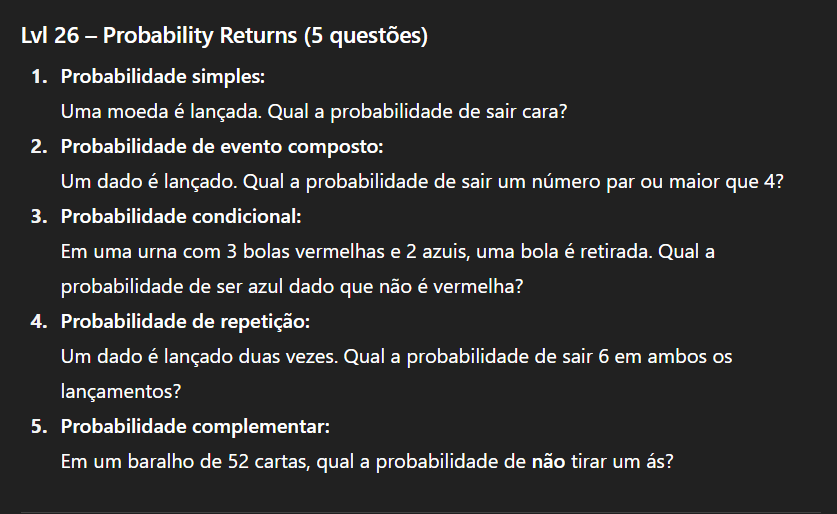 Lvl 26 – Probability Returns (5 questões)
1. Probabilidade simples:
Uma moeda é lançada. Qual a probabilidade de sair cara?
2. Probabilidade de evento composto:
Um dado é lançado. Qual a probabilidade de sair um número par ou maior que 4?
3. Probabilidade condicional:
Em uma urna com 3 bolas vermelhas e 2 azuis, uma bola é retirada. Qual a
probabilidade de ser azul dado que não é vermelha?
4. Probabilidade de repetição:
Um dado é lançado duas vezes. Qual a probabilidade de sair 6 em ambos os
lançamentos?
5. Probabilidade complementar:
Em um baralho de 52 cartas, qual a probabilidade de não tirar um ás?